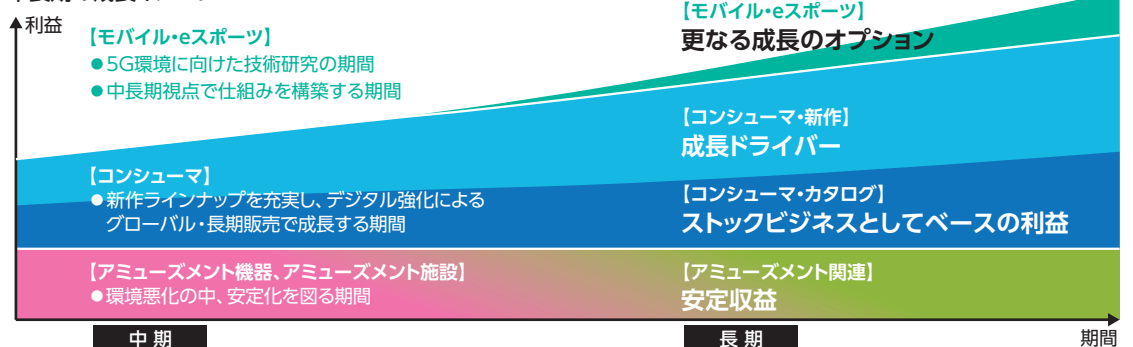 利益
【モバイル・eスポーツ】
●5G環境に向けた技術研究の期間
●中長期視点で仕組みを構築する期間
【モバイル・eスポーツ】
更なる成長のオプション
【コンシューマ・新作】
成長ドライバー
【コンシューマ】
●新作ラインナップを充実し、デジタル強化による
グローバル・長期販売で成長する期間
【コンシューマ・カタログ】
ストックビジネスとしてベースの利益
【アミューズメント機器、アミューズメント施設】
●環境悪化の中、安定化を図る期間
【アミューズメント関連】
安定収益
中期
長期
期間